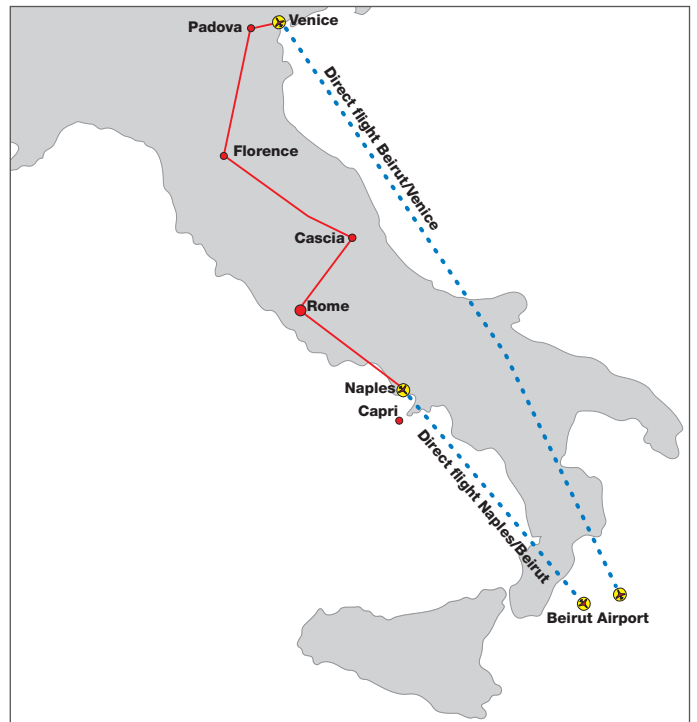 Venice
Padova
Direct flight Beirut/Venice
Florence
Cascia
Rome
Naples
Capri
Direct flight Naples/Beirut
Beirut Airport